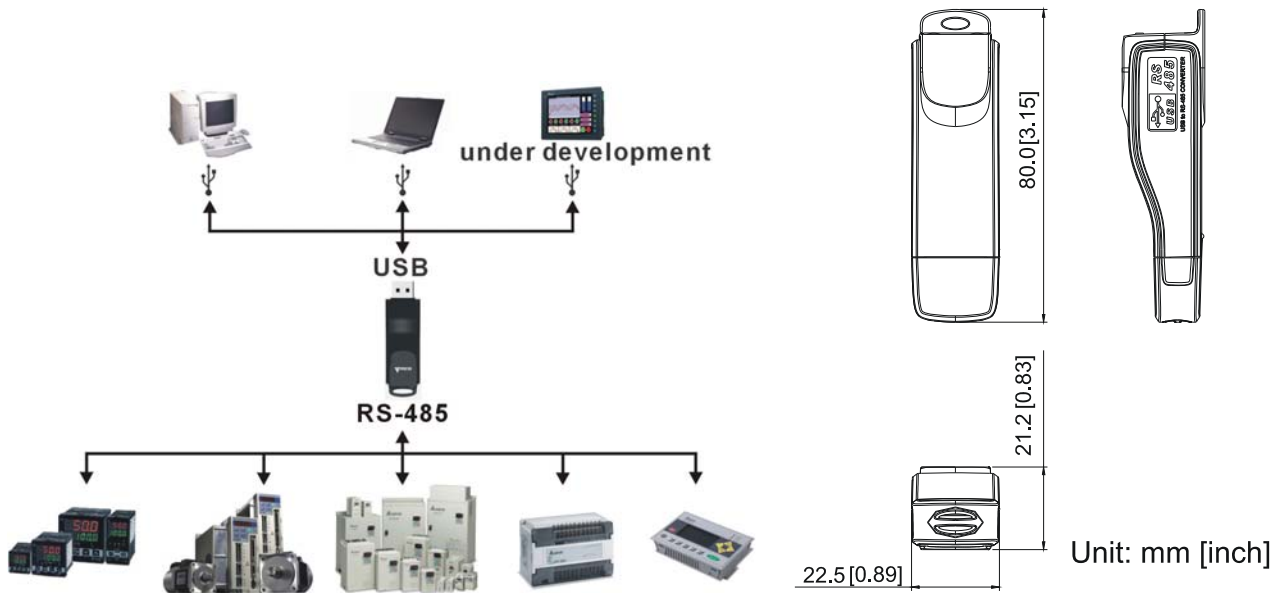 under development
USB
RS-485
80.0 [3.15]
RS
USB 485
USB to RS-485 CONVERTER
21.2 [0.83]
22.5 [0.89]
Unit: mm [inch]